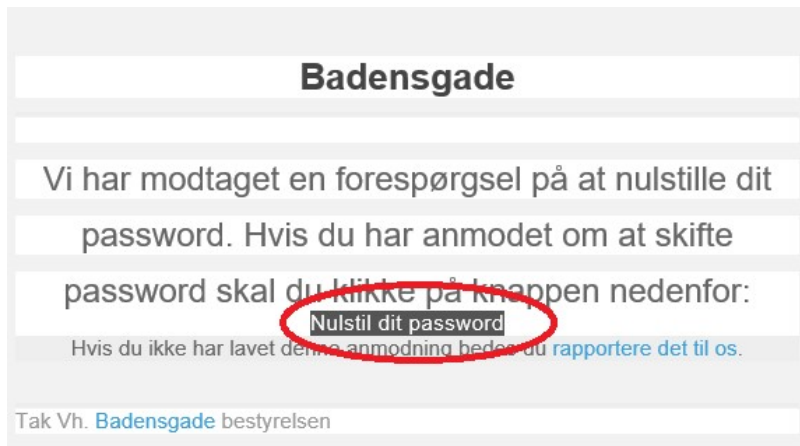 Badensgade
Vi har modtaget en forespørgsel på at nulstille dit
password. Hvis du har anmodet om at skifte
password skal du klikke på knappen nedenfor:
Nulstil dit password
Hvis du ikke har lavet denne anmodning bedes du rapportere det til os.
Tak Vh. Badensgade bestyrelsen